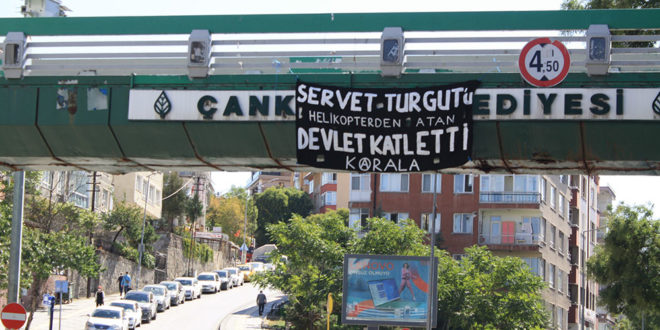 4,50
ÇANK
EDİYESİ
SERVET TURGUT'U
HELİKOPTERDEN ATAN
DEVLET KATLETTİ
KARALA